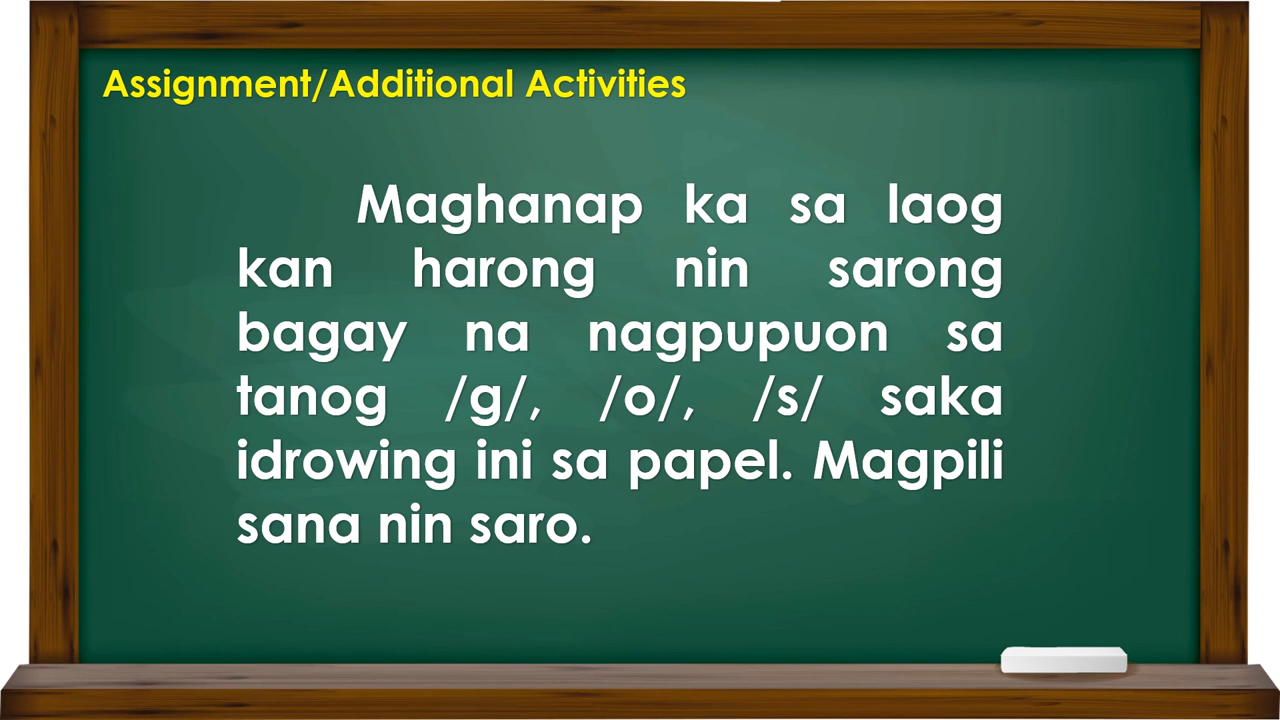 Assignment/Additional Activities
Maghanap ka sa laog
kan harong nin sarong
bagay na nagpupuon sa
tanog /g/, /o/, /s/ saka
idrowing ini sa papel. Magpili
sana nin saro.